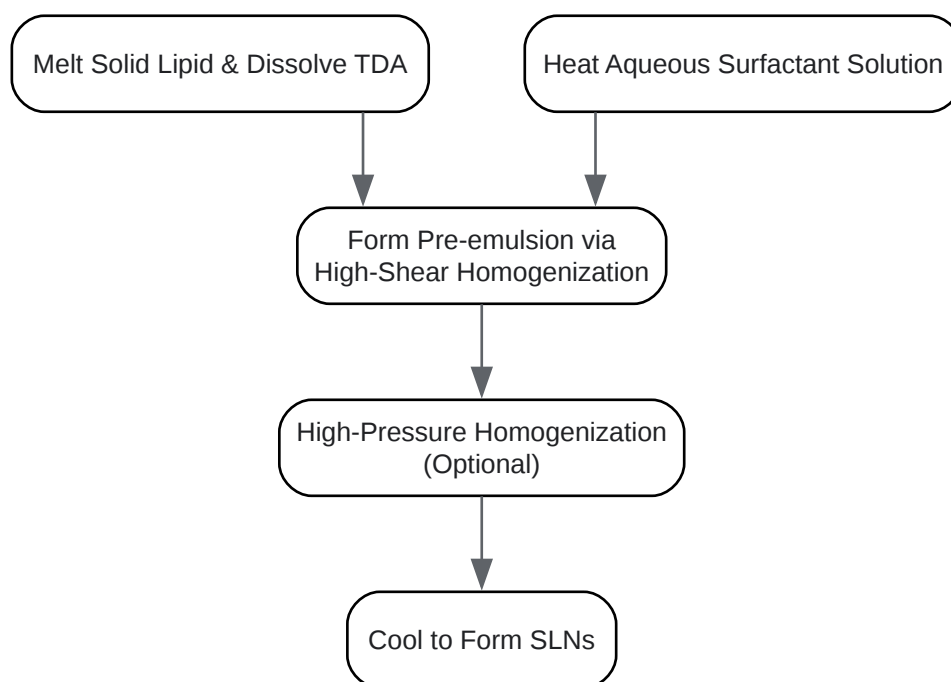 Melt Solid Lipid & Dissolve TDA
Heat Aqueous Surfactant Solution
Form Pre-emulsion via
High-Shear Homogenization
High-Pressure Homogenization
(Optional)
Cool to Form SLNs